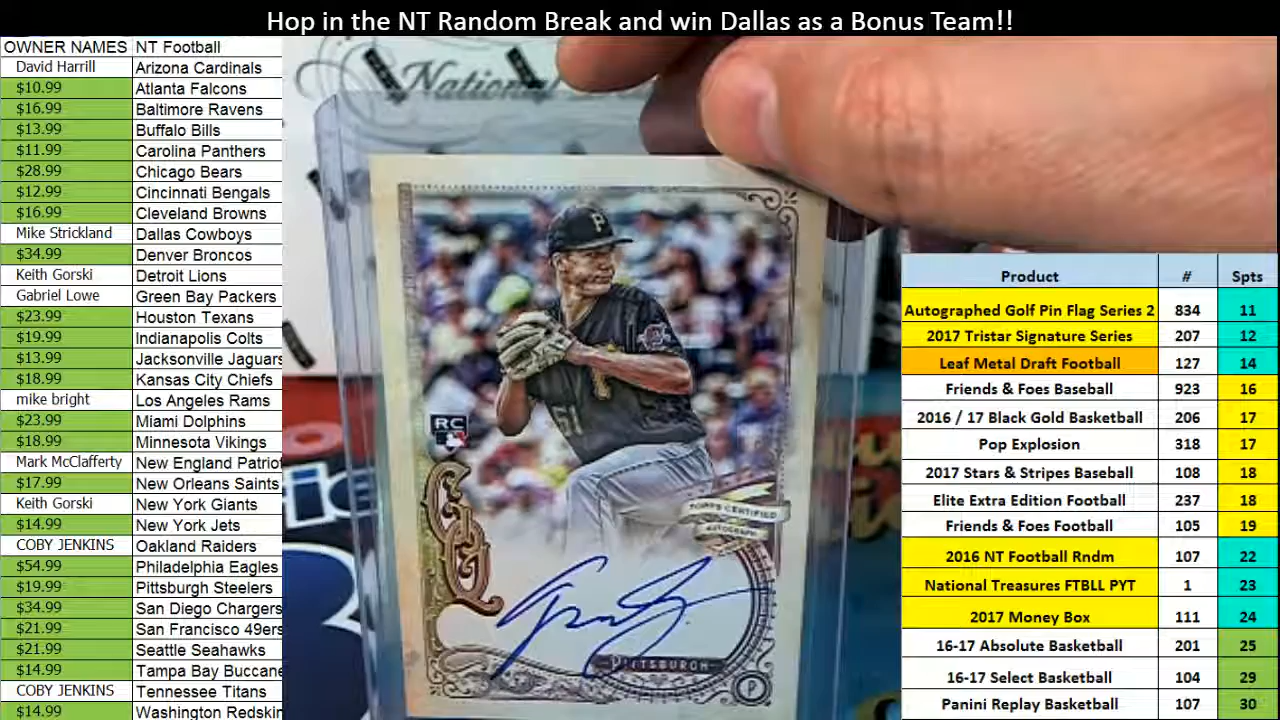 Hop in the NT Random Break and win Dallas as a Bonus Team!!
OWNER NAMES NT Football
David Harrill Arizona Cardinals
$10.99 Atlanta Falcons
$16.99 Baltimore Ravens
$13.99 Buffalo Bills
$11.99 Carolina Panthers
$28.99 Chicago Bears
$12.99 Cincinnati Bengals
$16.99 Cleveland Browns
Mike Strickland Dallas Cowboys
$34.99 Denver Broncos
Keith Gorski Detroit Lions
Gabriel Lowe Green Bay Packers
$23.99 Houston Texans
$19.99 Indianapolis Colts
$13.99 Jacksonville Jaguars
$18.99 Kansas City Chiefs
mike bright Los Angeles Rams
$23.99 Miami Dolphins
$18.99 Minnesota Vikings
Mark McClafferty New England Patriot
$17.99 New Orleans Saints
Keith Gorski New York Giants
$14.99 New York Jets
COBY JENKINS Oakland Raiders
$54.99 Philadelphia Eagles
$19.99 Pittsburgh Steelers
$34.99 San Diego Chargers
$21.99 San Francisco 49ers
$21.99 Seattle Seahawks
$14.99 Tampa Bay Buccane
COBY JENKINS Tennessee Titans
$14.99 Washington Redskin
National
P
51
RC
GQ
TOPPS CERTIFIED
AUTOGRAPH
PITTSBURGH
P
Product # Spts
Autographed Golf Pin Flag Series 2 834 11
2017 Tristar Signature Series 207 12
Leaf Metal Draft Football 127 14
Friends & Foes Baseball 923 16
2016 / 17 Black Gold Basketball 206 17
Pop Explosion 318 17
2017 Stars & Stripes Baseball 108 18
Elite Extra Edition Football 237 18
Friends & Foes Football 105 19
2016 NT Football Rndm 107 22
National Treasures FTBLL PYT 1 23
2017 Money Box 111 24
16-17 Absolute Basketball 201 25
16-17 Select Basketball 104 29
Panini Replay Basketball 107 30